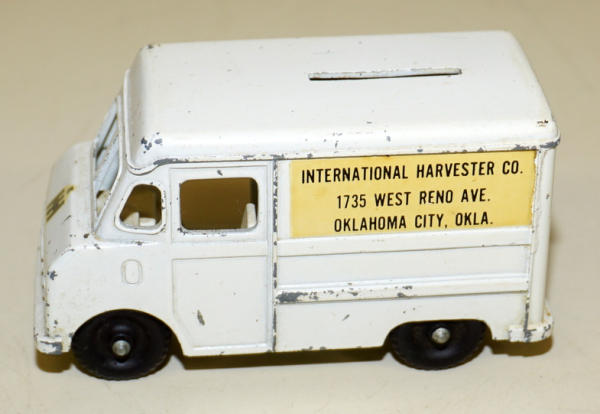 INTERNATIONAL HARVESTER CO.
1735 WEST RENO AVE.
OKLAHOMA CITY, OKLA.